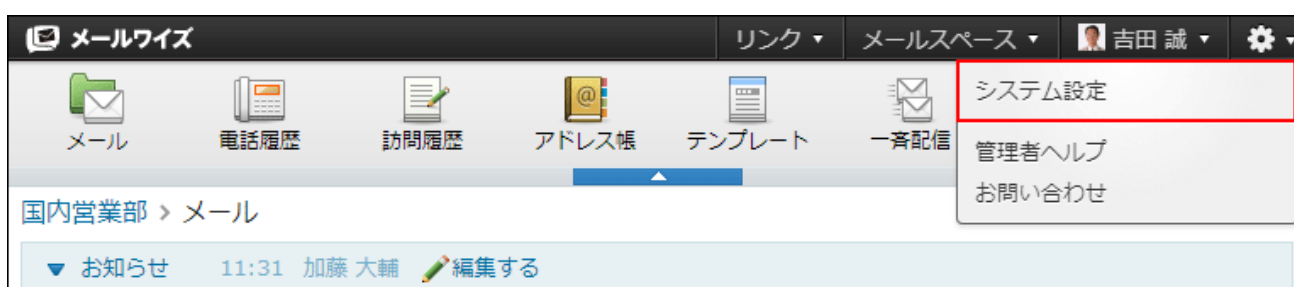 メールワイズ リンク ▼ メールスペース ▼ 吉田 誠 ▼
メール 電話履歴 訪問履歴 アドレス帳 テンプレート 一斉配信
システム設定
管理者ヘルプ
お問い合わせ
国内営業部 > メール
▼ お知らせ 11:31 加藤 大輔 編集する